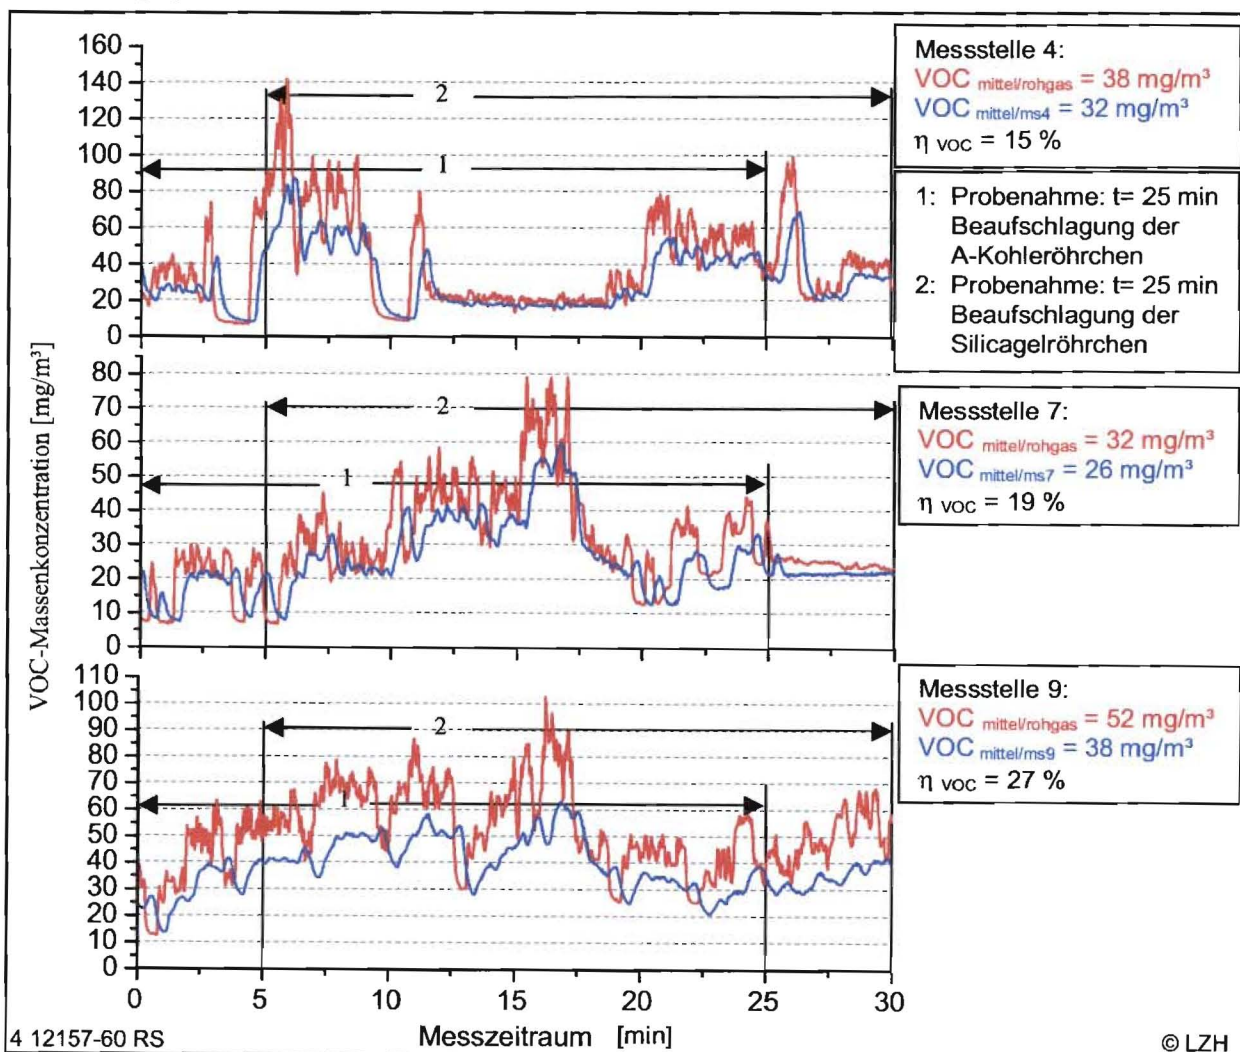 VOC-Massenkonzentration [mg/m³]
160
140
120
100
80
60
40
20
0
2
1
Messstelle 4:
VOC mittel/rohgas = 38 mg/m³
VOC mittel/ms4 = 32 mg/m³
η VOC = 15 %
1: Probenahme: t= 25 min
Beaufschlagung der
A-Kohleröhrchen
2: Probenahme: t= 25 min
Beaufschlagung der
Silicagelröhrchen
80
70
60
50
40
30
20
10
0
2
1
Messstelle 7:
VOC mittel/rohgas = 32 mg/m³
VOC mittel/ms7 = 26 mg/m³
η VOC = 19 %
110
100
90
80
70
60
50
40
30
20
10
0
2
1
Messstelle 9:
VOC mittel/rohgas = 52 mg/m³
VOC mittel/ms9 = 38 mg/m³
η VOC = 27 %
0 5 10 15 20 25 30
4 12157-60 RS
Messzeitraum [min]
© LZH